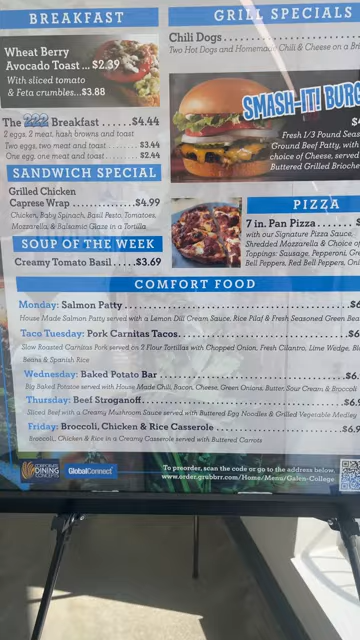 BREAKFAST
Wheat Berry
Avocado Toast ... $2.39
With sliced tomato
& Feta crumbles...$3.88
The 222 Breakfast ............. $4.44
2 eggs, 2 meat, hash browns and toast
Two eggs, two meat and toast ............. $3.44
One egg, one meat and toast ............. $2.44
SANDWICH SPECIAL
Grilled Chicken
Caprese Wrap .................. $4.99
Chicken, Baby Spinach, Basil Pesto, Tomatoes,
Mozzarella, & Balsamic Glaze in a Tortilla
SOUP OF THE WEEK
Creamy Tomato Basil .....$3.69
GRILL SPECIALS
Chili Dogs
Two Hot Dogs and Homemade Chili & Cheese on a
SMASH-IT! BURG
Fresh 1/3 Pound Seas
Ground Beef Patty, with
choice of Cheese, served
Buttered Grilled Brioche
PIZZA
7 in. Pan Pizza
with our Signature Pizza Sauce,
Shredded Mozzarella & Choice of
Toppings: Sausage, Pepperoni, Gre
Bell Peppers, Red Bell Peppers, Oni
COMFORT FOOD
Monday: Salmon Patty
House Made Salmon Patty served with a Lemon Dill Cream Sauce, Rice Pilaf & Fresh Seasoned Green Bea
Taco Tuesday: Pork Carnitas Tacos
Slow Roasted Carnitas Pork served on 2 Flour Tortillas with Chopped Onion, Fresh Cilantro, Lime Wedge,
Beans & Spanish Rice
Wednesday: Baked Potato Bar
Big Baked Potatoe served with House Made Chili, Bacon, Cheese, Green Onions, Butter, Sour Cream & Broccoli
Thursday: Beef Stroganoff
Sliced Beef with a Creamy Mushroom Sauce served with Buttered Egg Noodles & Grilled Vegetable Medley
Friday: Broccoli, Chicken & Rice Casserole
Broccoli, Chicken & Rice in a Creamy Casserole served with Buttered Carrots
CORPORATE
DINING
CONCEPTS
GlobalConnect
To preorder, scan the code or go to the address below.
www.order.grubbrr.com/Home/Menu/Galen-College.